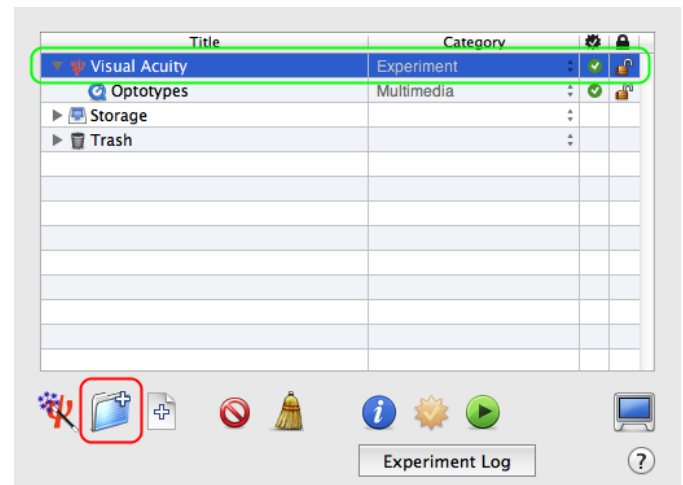 Title Category
Visual Acuity Experiment
Optotypes Multimedia
Storage
Trash
Experiment Log ?